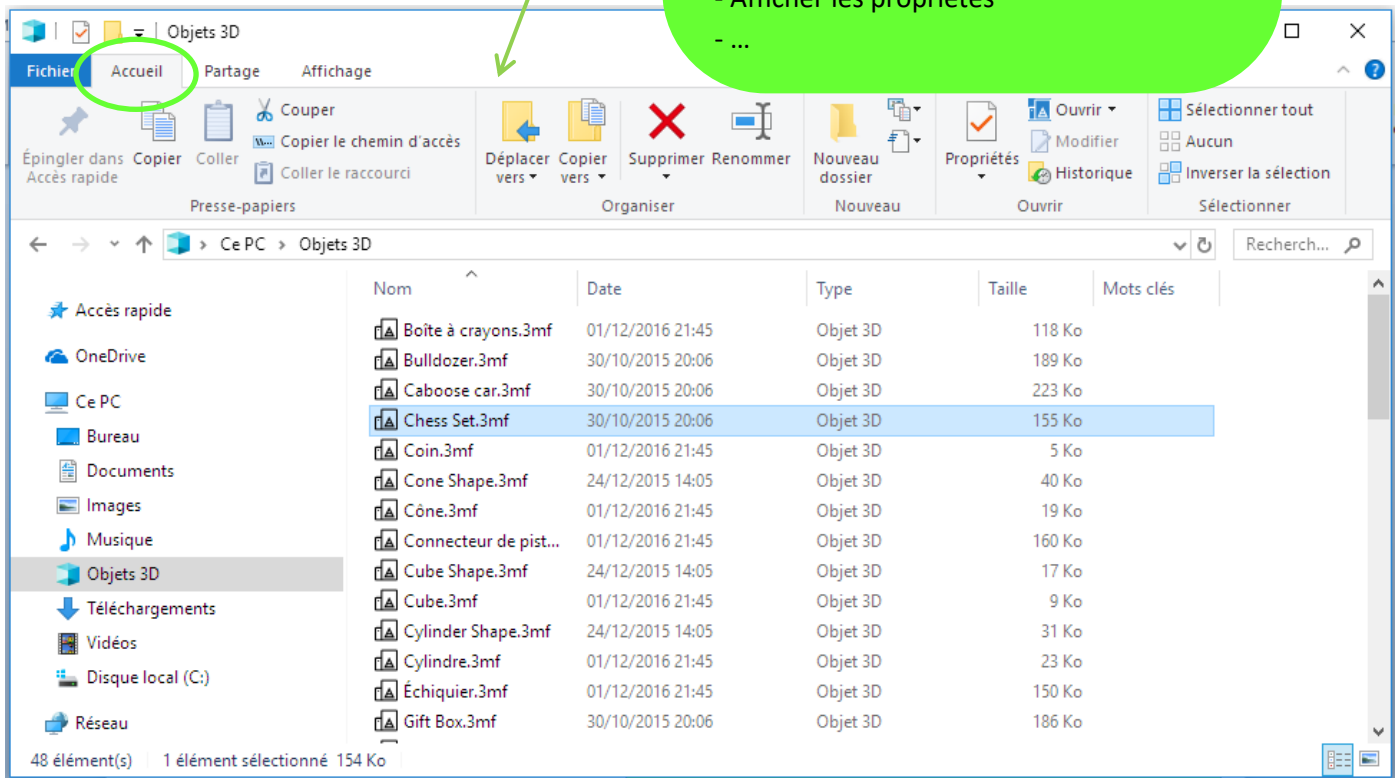 - Afficher les propriétés
- ...
Objets 3D
Fichier Accueil Partage Affichage
Épingler dans
Accès rapide
Copier
Coller
Couper
Copier le chemin d'accès
Coller le raccourci
Déplacer
vers
Copier
vers
Supprimer
Renommer
Nouveau
dossier
Propriétés
Ouvrir
Modifier
Historique
Sélectionner tout
Aucun
Inverser la sélection
Presse-papiers Organiser Nouveau Ouvrir Sélectionner
Ce PC > Objets 3D
Recherch...
Nom Date Type Taille Mots clés
Accès rapide
OneDrive
Ce PC
Bureau
Documents
Images
Musique
Objets 3D
Téléchargements
Vidéos
Disque local (C:)
Réseau
Boîte à crayons.3mf 01/12/2016 21:45 Objet 3D 118 Ko
Bulldozer.3mf 30/10/2015 20:06 Objet 3D 189 Ko
Caboose car.3mf 30/10/2015 20:06 Objet 3D 223 Ko
Chess Set.3mf 30/10/2015 20:06 Objet 3D 155 Ko
Coin.3mf 01/12/2016 21:45 Objet 3D 5 Ko
Cone Shape.3mf 24/12/2015 14:05 Objet 3D 40 Ko
Cône.3mf 01/12/2016 21:45 Objet 3D 19 Ko
Connecteur de pist... 01/12/2016 21:45 Objet 3D 160 Ko
Cube Shape.3mf 24/12/2015 14:05 Objet 3D 17 Ko
Cube.3mf 01/12/2016 21:45 Objet 3D 9 Ko
Cylinder Shape.3mf 24/12/2015 14:05 Objet 3D 31 Ko
Cylindre.3mf 01/12/2016 21:45 Objet 3D 23 Ko
Échiquier.3mf 01/12/2016 21:45 Objet 3D 150 Ko
Gift Box.3mf 30/10/2015 20:06 Objet 3D 186 Ko
48 élément(s) 1 élément sélectionné 154 Ko